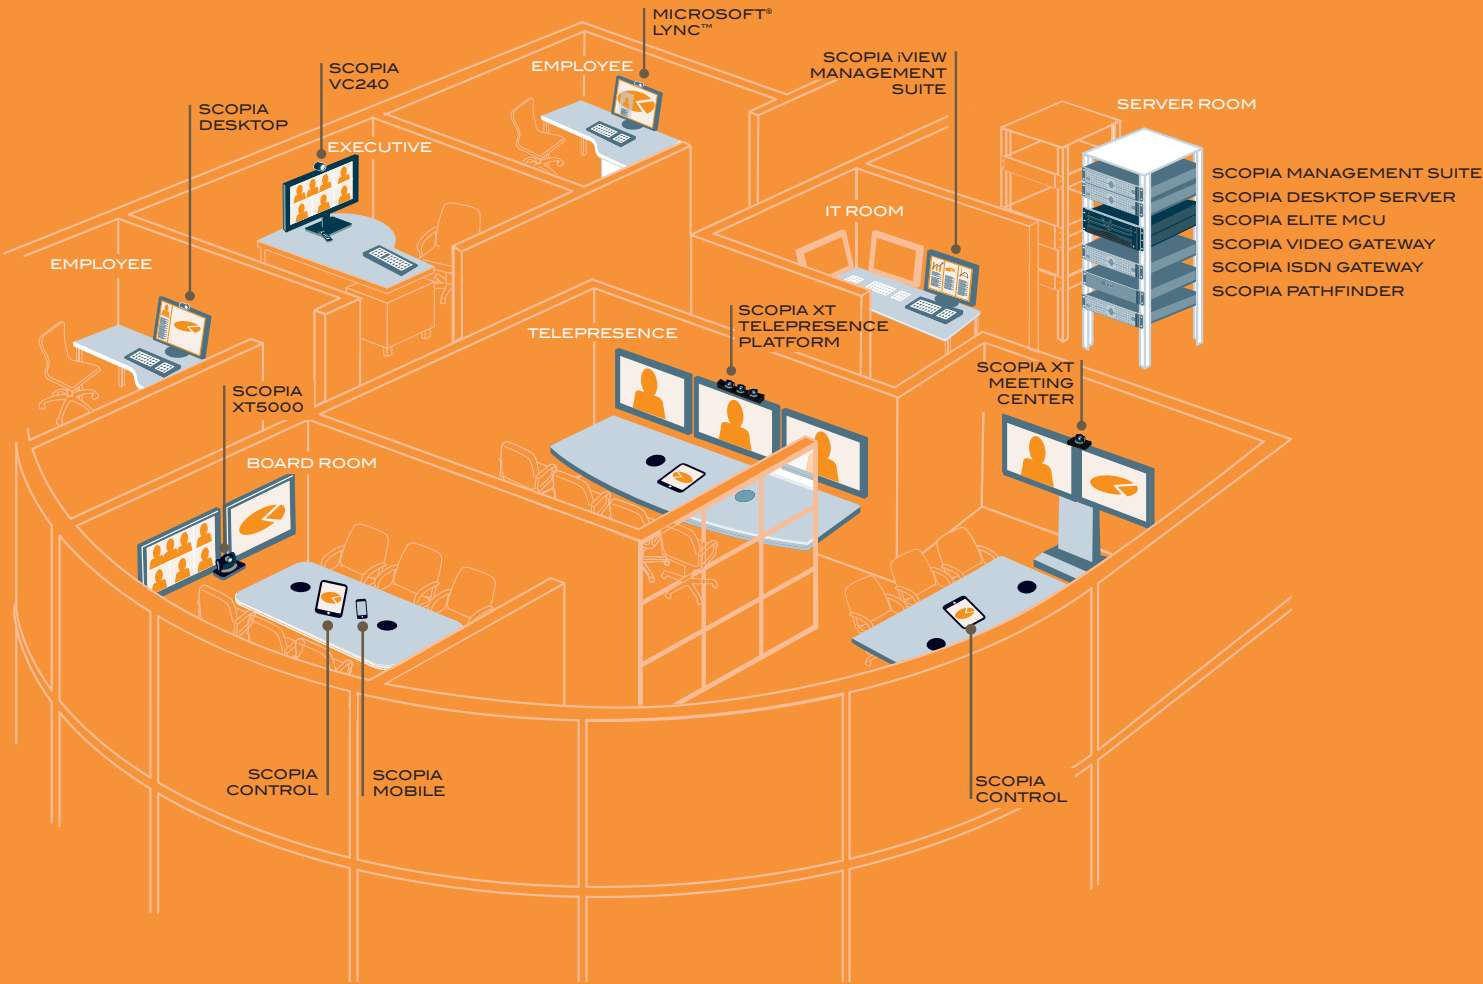 MICROSOFT®
LYNC™
EMPLOYEE
SCOPIA
VC240
EXECUTIVE
SCOPIA
DESKTOP
EMPLOYEE
SCOPIA iVIEW
MANAGEMENT
SUITE
IT ROOM
SERVER ROOM
SCOPIA MANAGEMENT SUITE
SCOPIA DESKTOP SERVER
SCOPIA ELITE MCU
SCOPIA VIDEO GATEWAY
SCOPIA ISDN GATEWAY
SCOPIA PATHFINDER
TELEPRESENCE
SCOPIA XT
TELEPRESENCE
PLATFORM
SCOPIA XT
MEETING
CENTER
SCOPIA
XT5000
BOARD ROOM
SCOPIA
CONTROL
SCOPIA
MOBILE
SCOPIA
CONTROL